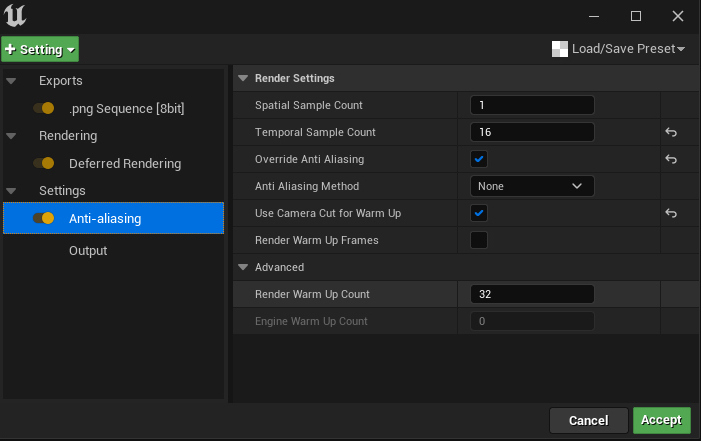 + Setting
Load/Save Preset
Exports
.png Sequence [8bit]
Rendering
Deferred Rendering
Settings
Anti-aliasing
Output
Render Settings
Spatial Sample Count 1
Temporal Sample Count 16
Override Anti Aliasing
Anti Aliasing Method None
Use Camera Cut for Warm Up
Render Warm Up Frames
Advanced
Render Warm Up Count 32
Engine Warm Up Count 0
Cancel Accept